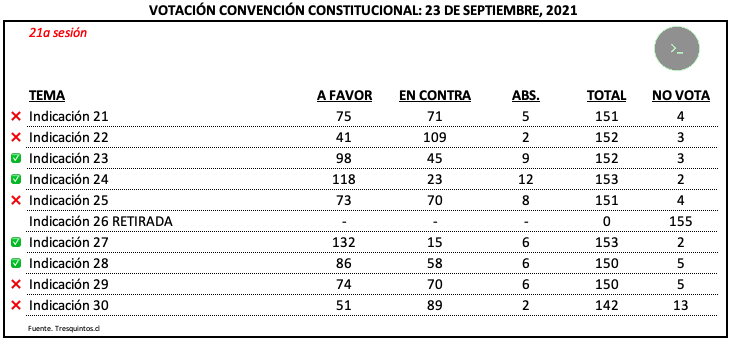 VOTACIÓN CONVENCIÓN CONSTITUCIONAL: 23 DE SEPTIEMBRE, 2021
21a sesión
>_
TEMA A FAVOR EN CONTRA ABS. TOTAL NO VOTA
❌ Indicación 21 75 71 5 151 4
❌ Indicación 22 41 109 2 152 3
✅ Indicación 23 98 45 9 152 3
✅ Indicación 24 118 23 12 153 2
❌ Indicación 25 73 70 8 151 4
Indicación 26 RETIRADA - - - 0 155
✅ Indicación 27 132 15 6 153 2
✅ Indicación 28 86 58 6 150 5
❌ Indicación 29 74 70 6 150 5
❌ Indicación 30 51 89 2 142 13
Fuente. Tresquintos.cl